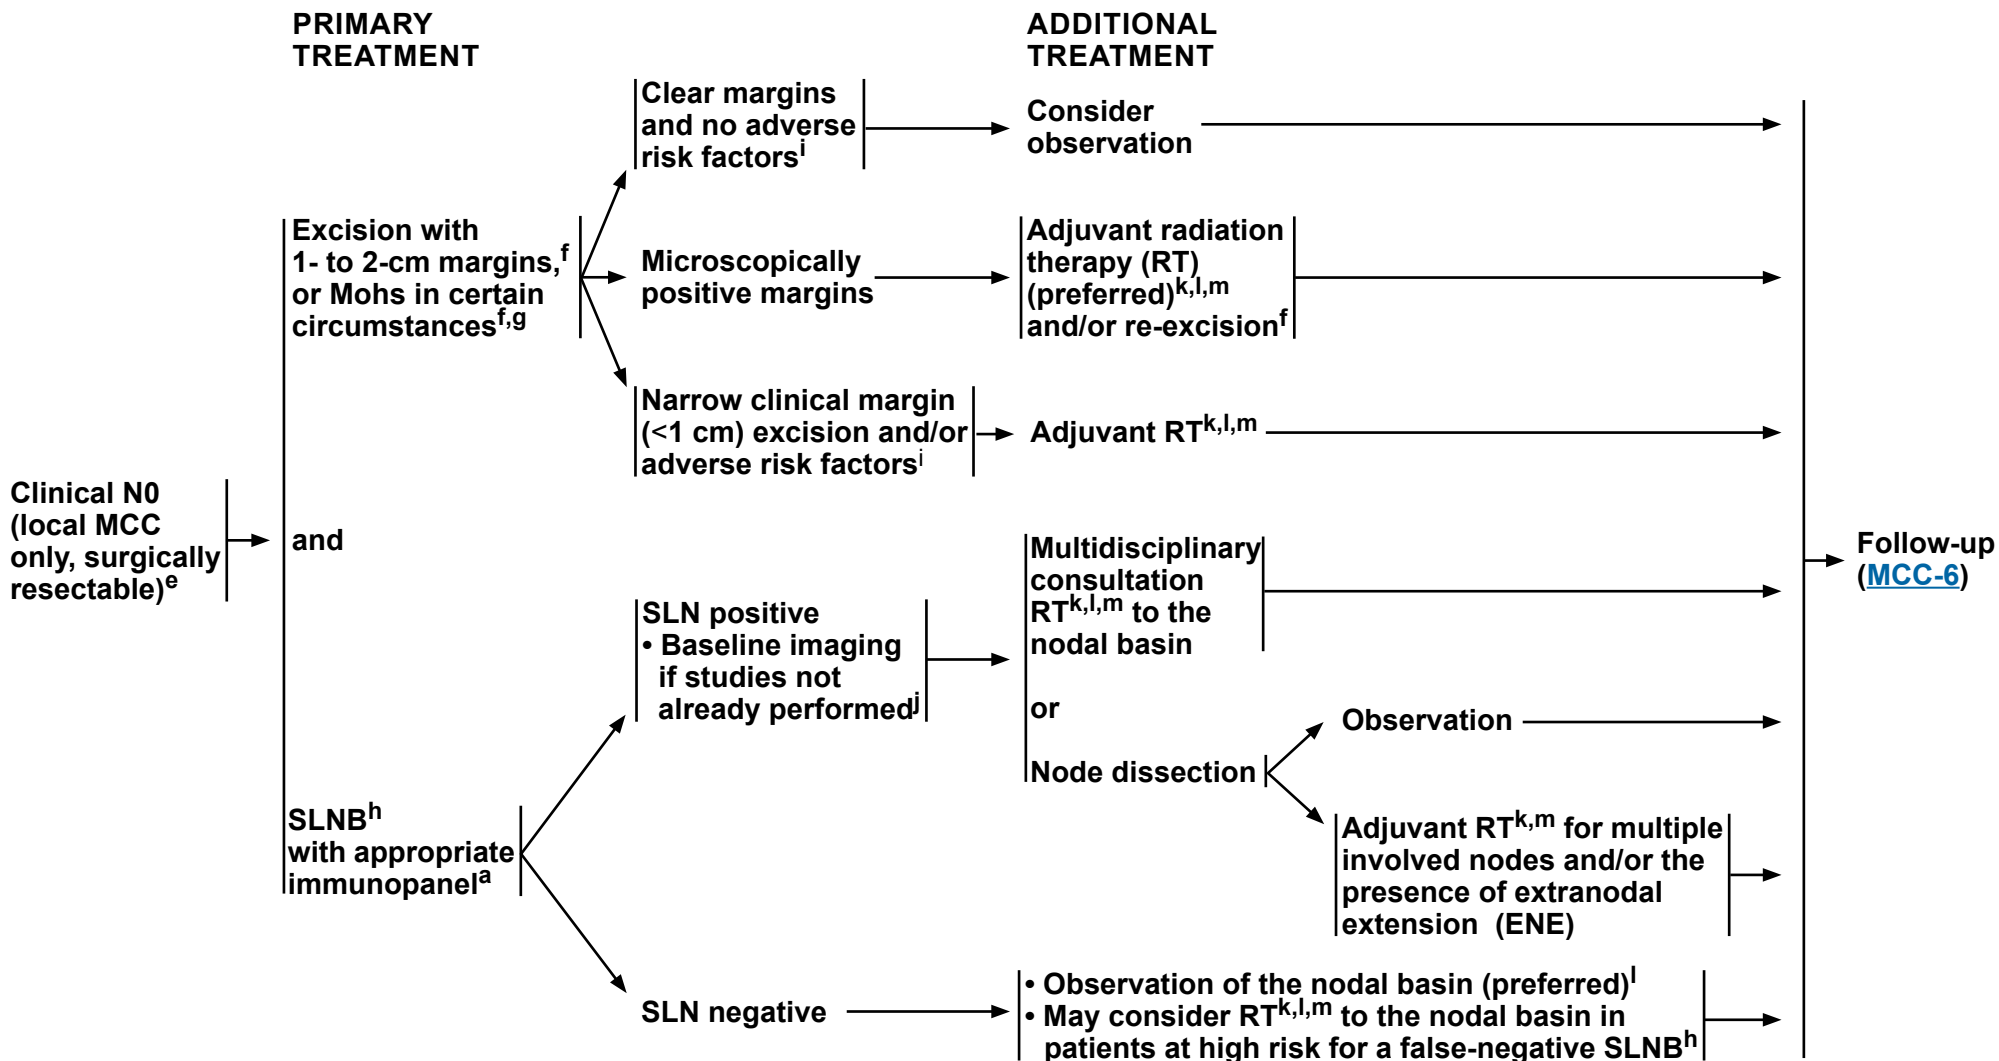 PRIMARY
TREATMENT
ADDITIONAL
TREATMENT
Clear margins
and no adverse
risk factorsⁱ
Consider
observation
Excision with
1- to 2-cm margins,ᶠ
or Mohs in certain
circumstancesᶠ,ᵍ
Microscopically
positive margins
Adjuvant radiation
therapy (RT)
(preferred)ᵏ,ˡ,ᵐ
and/or re-excisionᶠ
Narrow clinical margin
(<1 cm) excision and/or
adverse risk factorsⁱ
Adjuvant RTᵏ,ˡ,ᵐ
Clinical N0
(local MCC
only, surgically
resectable)ᵉ
and
Multidisciplinary
consultation
RTᵏ,ˡ,ᵐ to the
nodal basin
Follow-up
(MCC-6)
SLN positive
• Baseline imaging
if studies not
already performedʲ
or
Observation
Node dissection
SLNBʰ
with appropriate
immunopanelᵃ
Adjuvant RTᵏ,ᵐ for multiple
involved nodes and/or the
presence of extranodal
extension (ENE)
SLN negative
• Observation of the nodal basin (preferred)ˡ
• May consider RTᵏ,ˡ,ᵐ to the nodal basin in
patients at high risk for a false-negative SLNBʰ